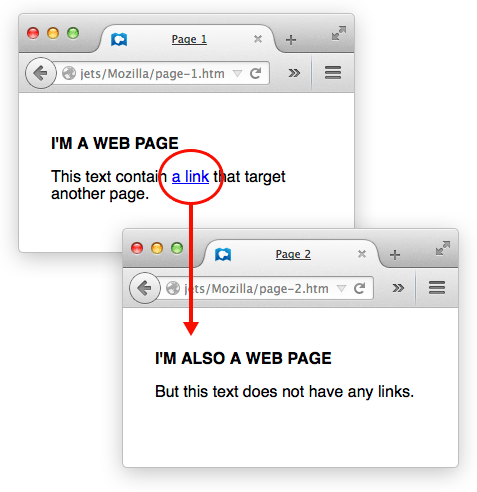 Page 1
jets/Mozilla/page-1.htm
I'M A WEB PAGE
This text contain a link that target
another page.
Page 2
jets/Mozilla/page-2.htm
I'M ALSO A WEB PAGE
But this text does not have any links.